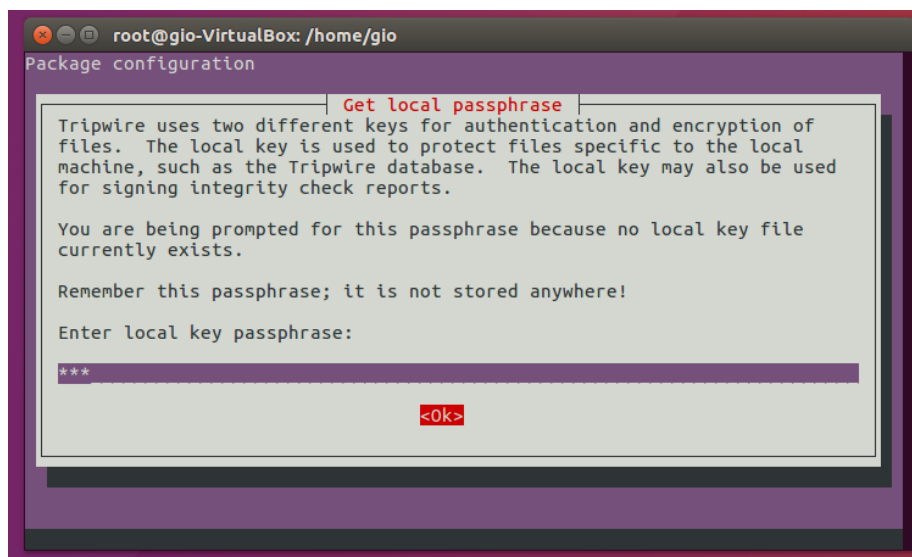 root@gio-VirtualBox: /home/gio
Package configuration
Get local passphrase
Tripwire uses two different keys for authentication and encryption of
files. The local key is used to protect files specific to the local
machine, such as the Tripwire database. The local key may also be used
for signing integrity check reports.
You are being prompted for this passphrase because no local key file
currently exists.
Remember this passphrase; it is not stored anywhere!
Enter local key passphrase:
***
<Ok>